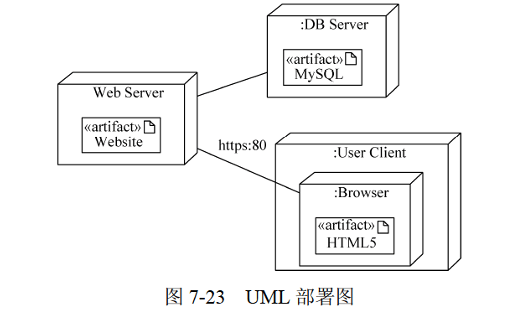 :DB Server
«artifact»
MySQL
Web Server
«artifact»
Website
https:80
:User Client
:Browser
«artifact»
HTML5
图 7-23 UML 部署图